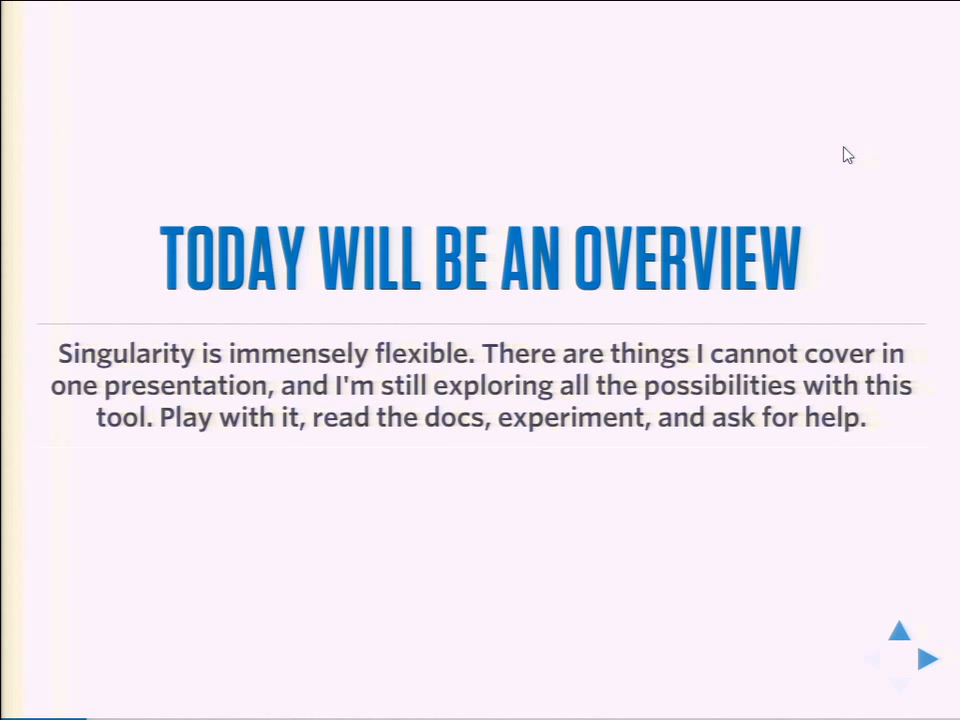 TODAY WILL BE AN OVERVIEW
Singularity is immensely flexible. There are things I cannot cover in
one presentation, and I'm still exploring all the possibilities with this
tool. Play with it, read the docs, experiment, and ask for help.